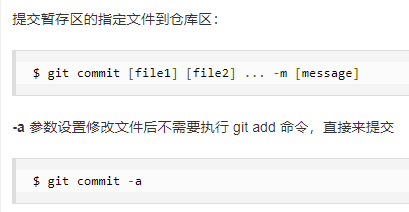 提交暂存区的指定文件到仓库区：
$ git commit [file1] [file2] ... -m [message]
-a 参数设置修改文件后不需要执行 git add 命令，直接来提交
$ git commit -a